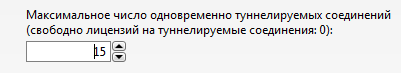 Максимальное число одновременно туннелируемых соединений
(свободно лицензий на туннелируемые соединения: 0):
15